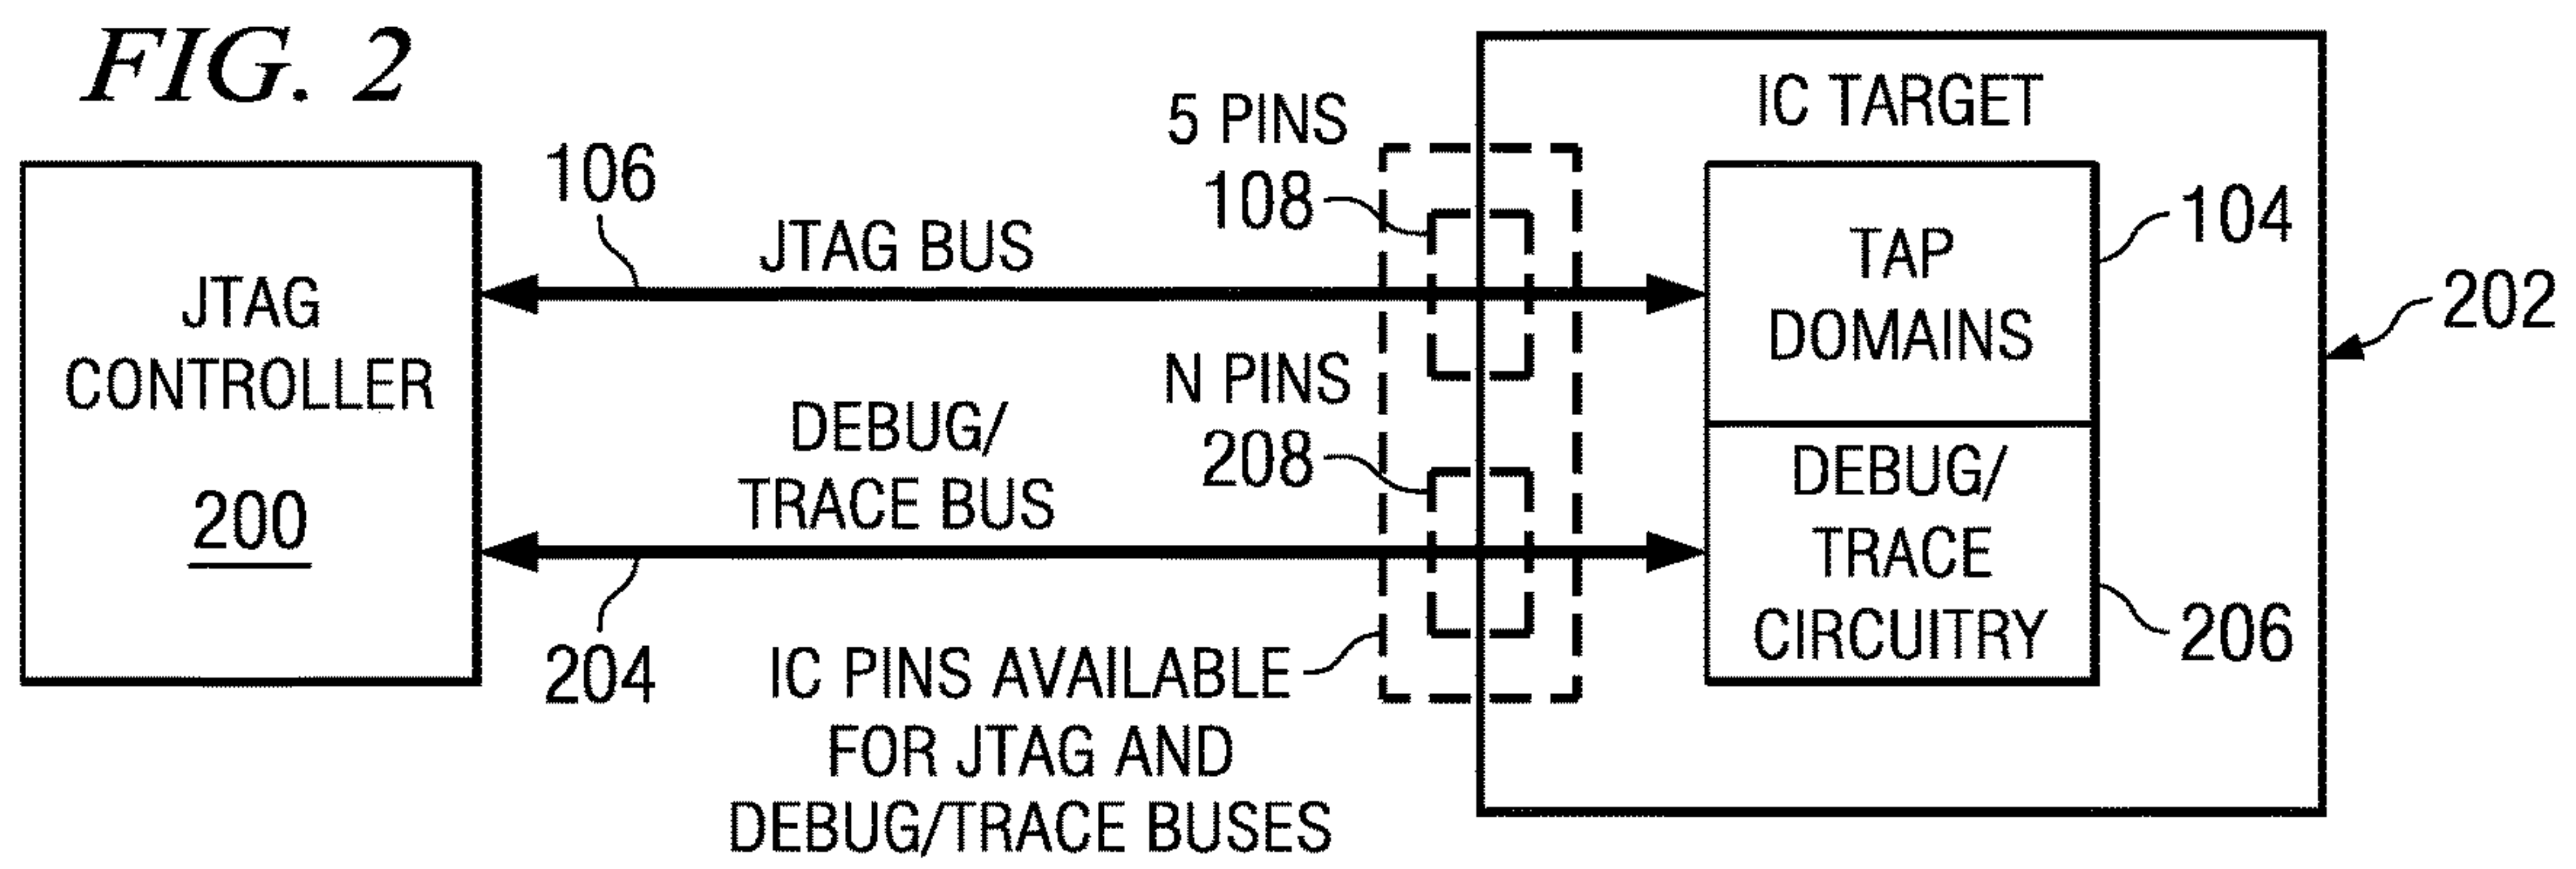 FIG. 2
JTAG
CONTROLLER
200
106
JTAG BUS
DEBUG/
TRACE BUS
204
5 PINS
108
N PINS
208
IC PINS AVAILABLE
FOR JTAG AND
DEBUG/TRACE BUSES
IC TARGET
TAP
DOMAINS
DEBUG/
TRACE
CIRCUITRY
104
202
206